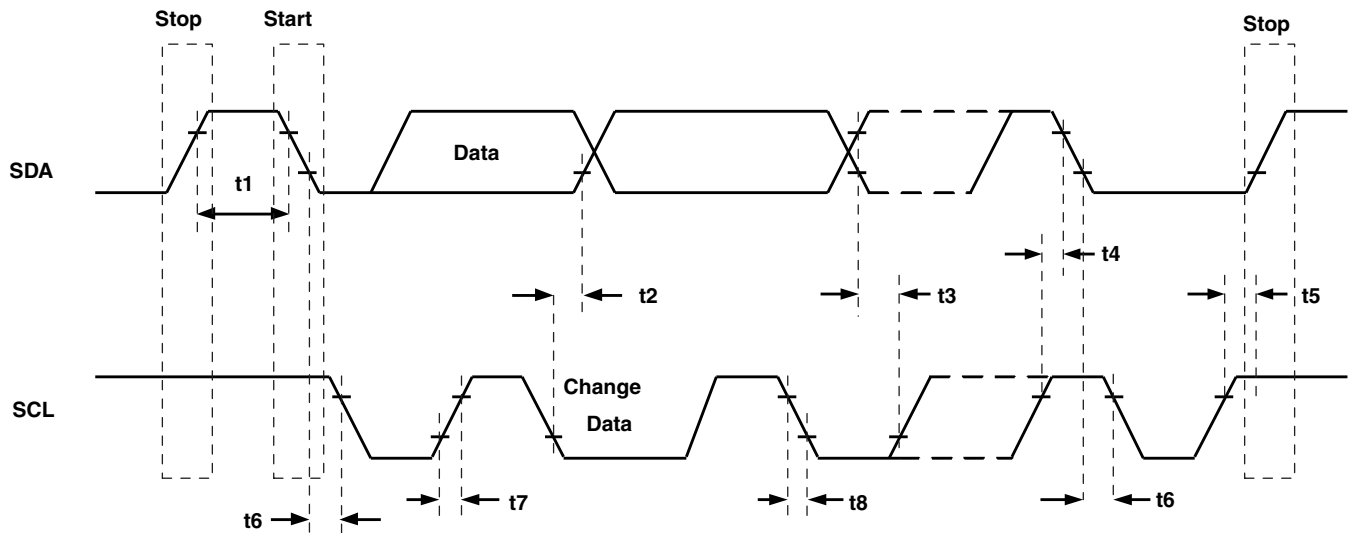 Stop
Start
Stop
SDA
Data
t1
t4
t2
t3
t5
SCL
Change
Data
t6
t7
t8
t6